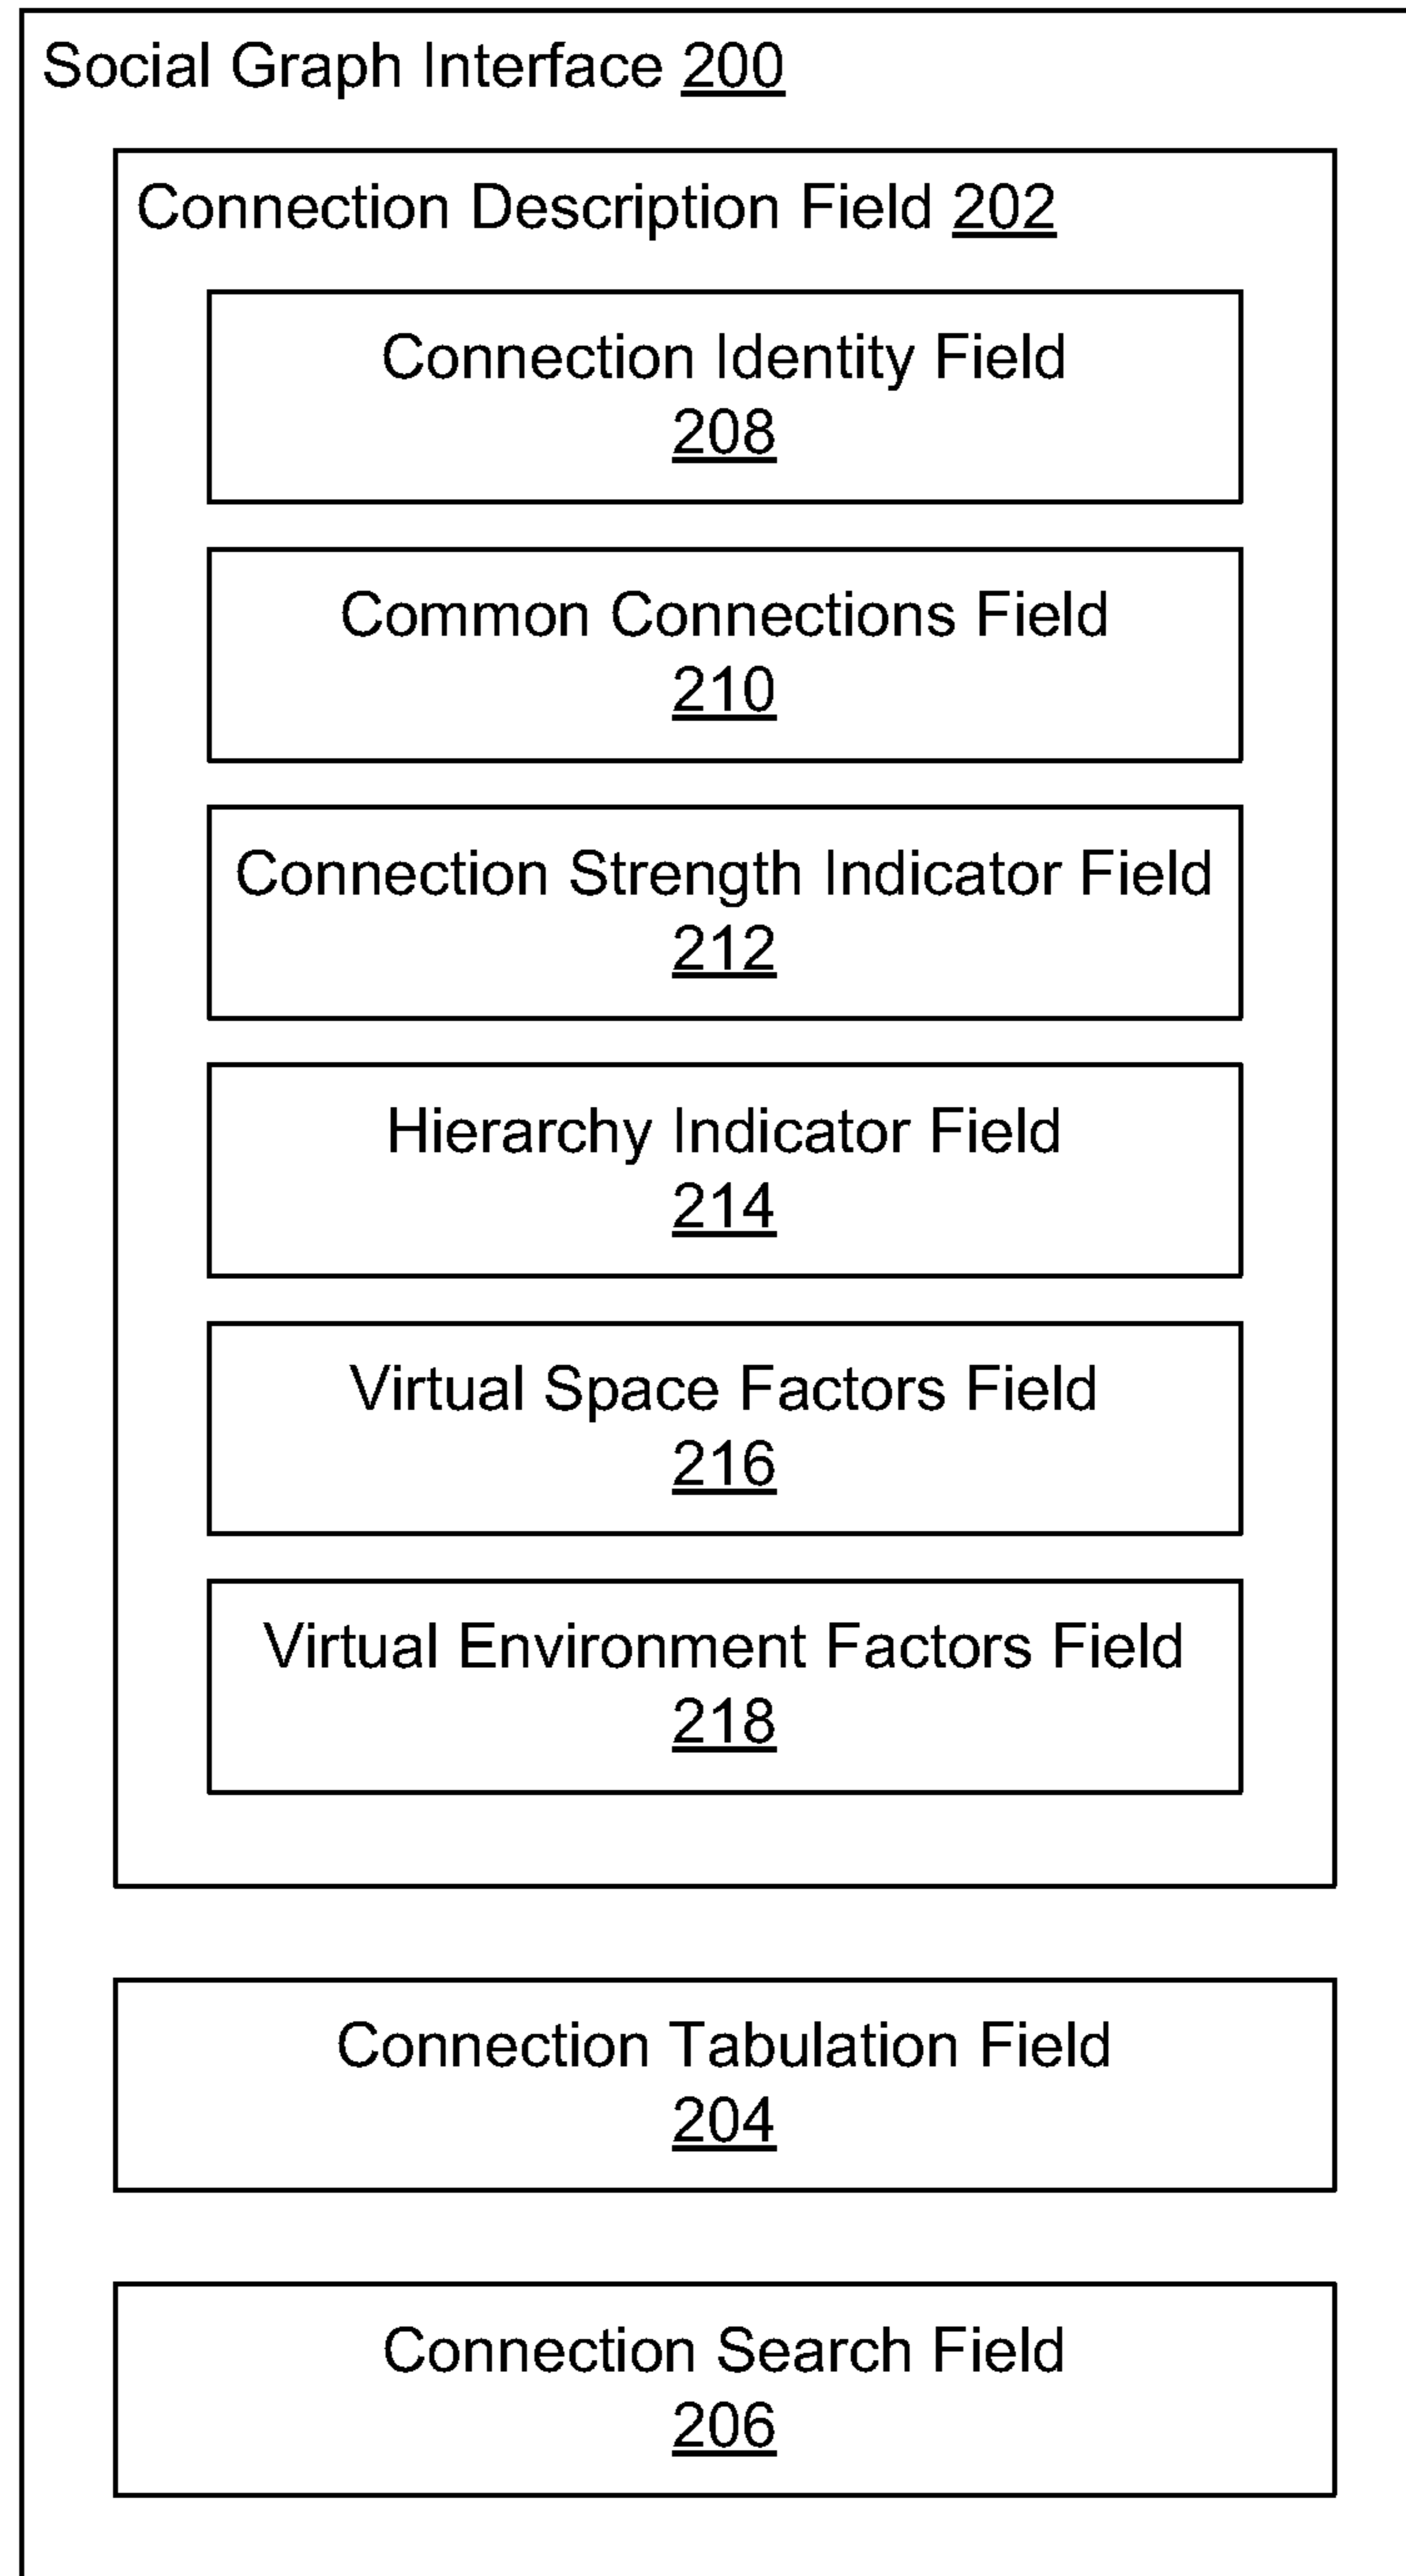 Social Graph Interface 200
Connection Description Field 202
Connection Identity Field
208
Common Connections Field
210
Connection Strength Indicator Field
212
Hierarchy Indicator Field
214
Virtual Space Factors Field
216
Virtual Environment Factors Field
218
Connection Tabulation Field
204
Connection Search Field
206